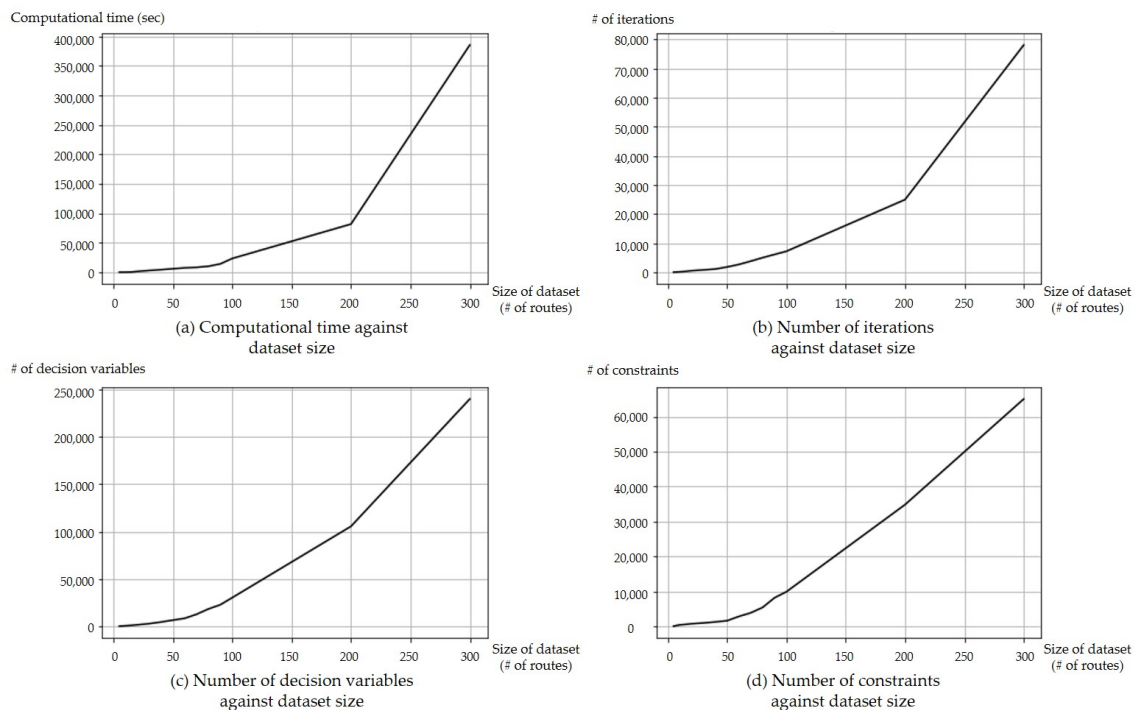 Computational time (sec)
400,000
350,000
300,000
250,000
200,000
150,000
100,000
50,000
0
0 50 100 150 200 250 300
Size of dataset
(# of routes)
(a) Computational time against
dataset size
# of iterations
80,000
70,000
60,000
50,000
40,000
30,000
20,000
10,000
0
0 50 100 150 200 250 300
Size of dataset
(# of routes)
(b) Number of iterations
against dataset size
# of decision variables
250,000
200,000
150,000
100,000
50,000
0
0 50 100 150 200 250 300
Size of dataset
(# of routes)
(c) Number of decision variables
against dataset size
# of constraints
60,000
50,000
40,000
30,000
20,000
10,000
0
0 50 100 150 200 250 300
Size of dataset
(# of routes)
(d) Number of constraints
against dataset size